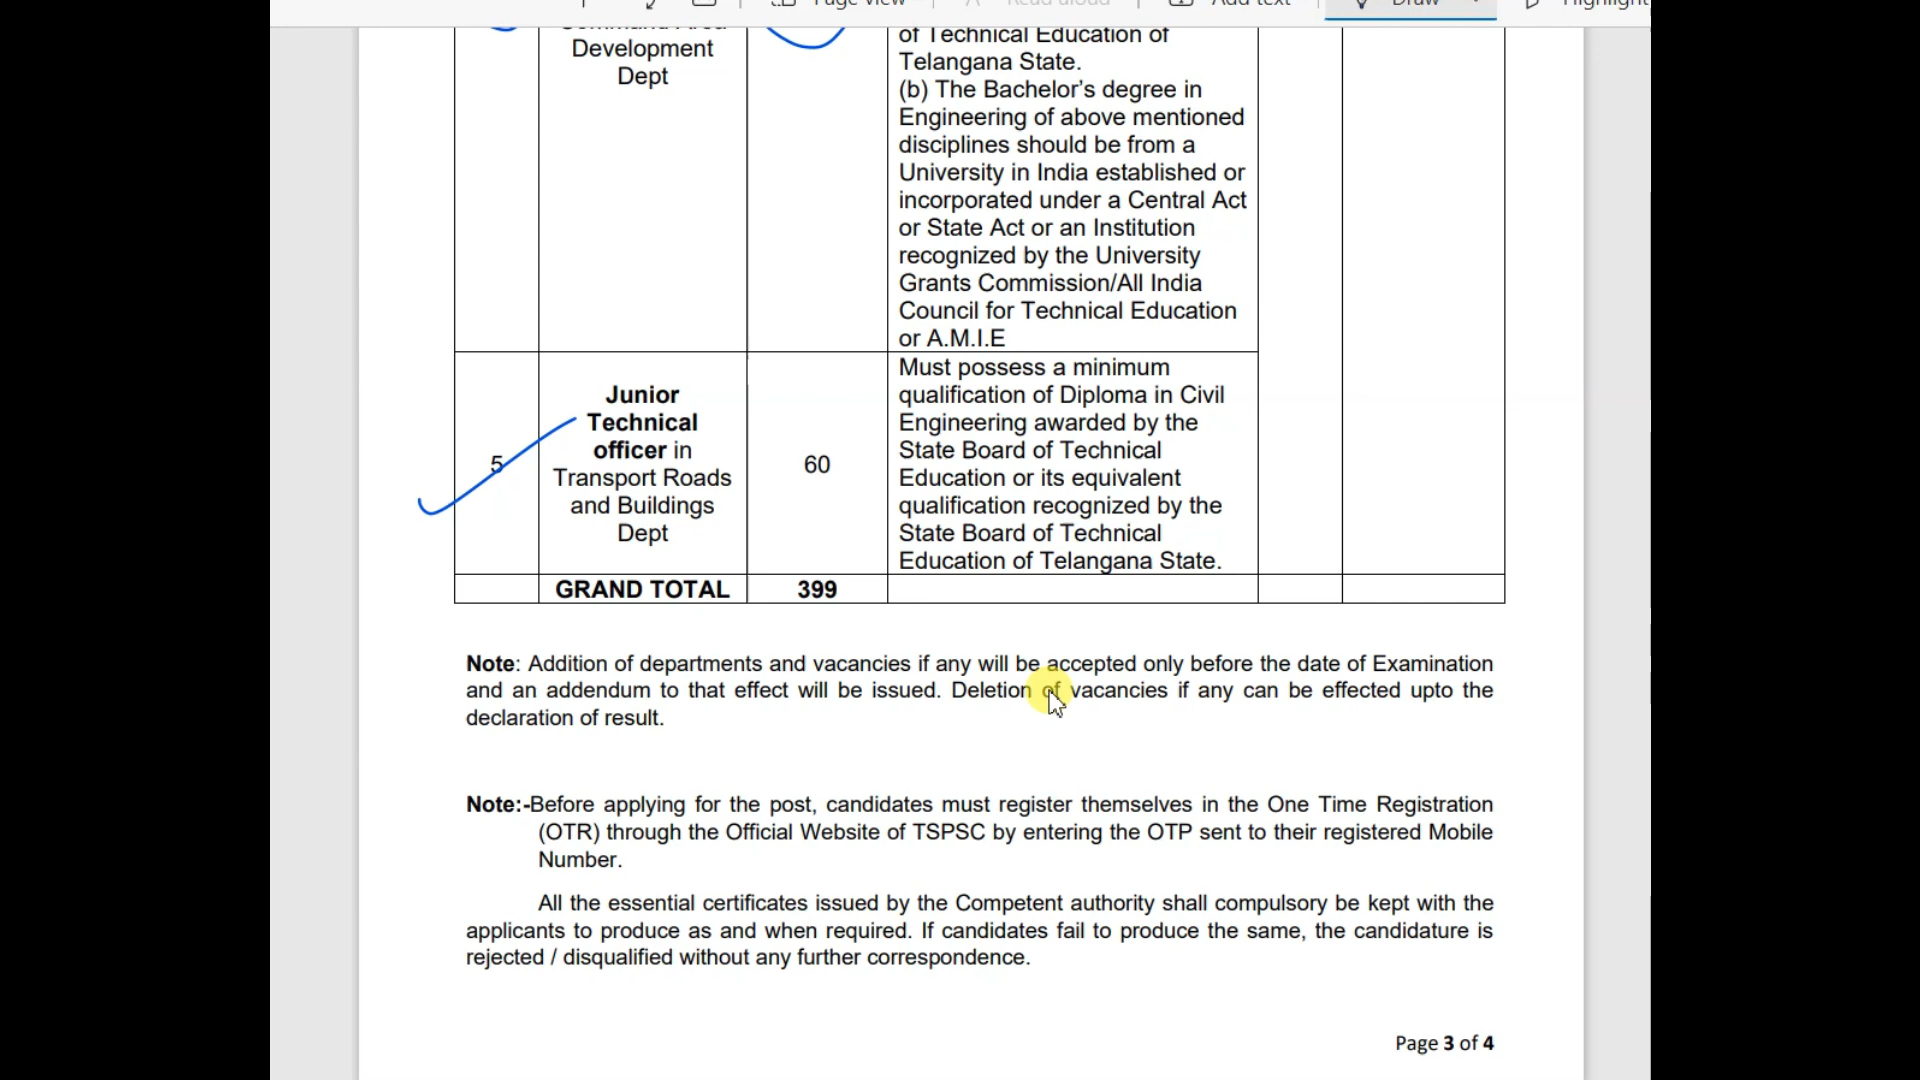 Page view
Read aloud
Add text
Draw
Highlight
Command Area
Development
Dept
of Technical Education of
Telangana State.
(b) The Bachelor's degree in
Engineering of above mentioned
disciplines should be from a
University in India established or
incorporated under a Central Act
or State Act or an Institution
recognized by the University
Grants Commission/All India
Council for Technical Education
or A.M.I.E
5
Junior
Technical
officer in
Transport Roads
and Buildings
Dept
60
Must possess a minimum
qualification of Diploma in Civil
Engineering awarded by the
State Board of Technical
Education or its equivalent
qualification recognized by the
State Board of Technical
Education of Telangana State.
GRAND TOTAL
399
Note: Addition of departments and vacancies if any will be accepted only before the date of Examination
and an addendum to that effect will be issued. Deletion of vacancies if any can be effected upto the
declaration of result.
Note:-Before applying for the post, candidates must register themselves in the One Time Registration
(OTR) through the Official Website of TSPSC by entering the OTP sent to their registered Mobile
Number.
All the essential certificates issued by the Competent authority shall compulsory be kept with the
applicants to produce as and when required. If candidates fail to produce the same, the candidature is
rejected / disqualified without any further correspondence.
Page 3 of 4